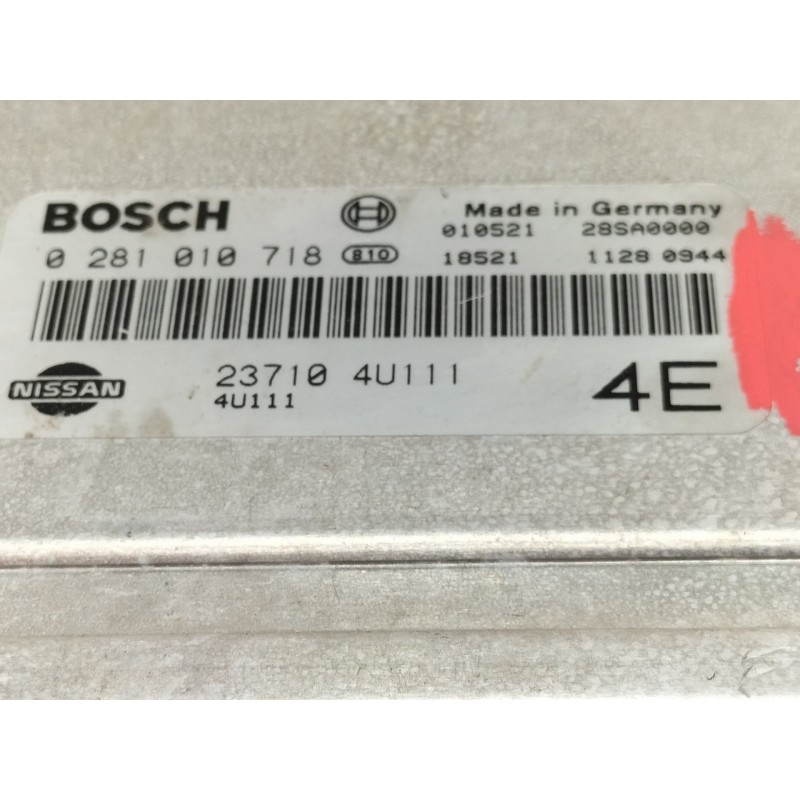 BOSCH Made in Germany
010521 28SA0000
0 281 010 718 810 18521 1128 0944
NISSAN 23710 4U111 4E
4U111